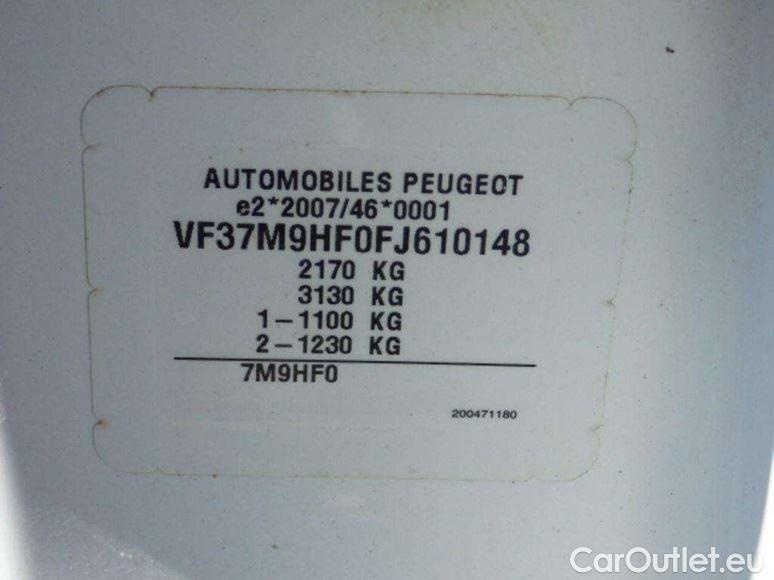 AUTOMOBILES PEUGEOT
e2*2007/46*0001
VF37M9HF0FJ610148
2170 KG
3130 KG
1-1100 KG
2-1230 KG
7M9HF0
200471180
CarOutlet.eu